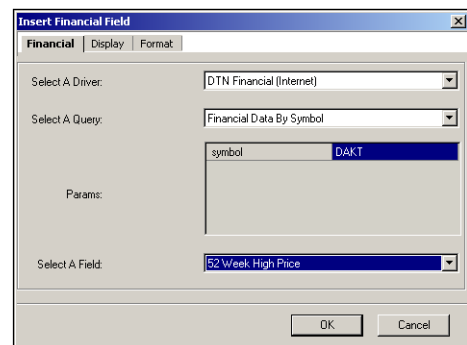 Insert Financial Field
Financial Display Format
Select A Driver: DTN Financial (Internet)
Select A Query: Financial Data By Symbol
symbol DAKT
Params:
Select A Field: 52 Week High Price
OK Cancel